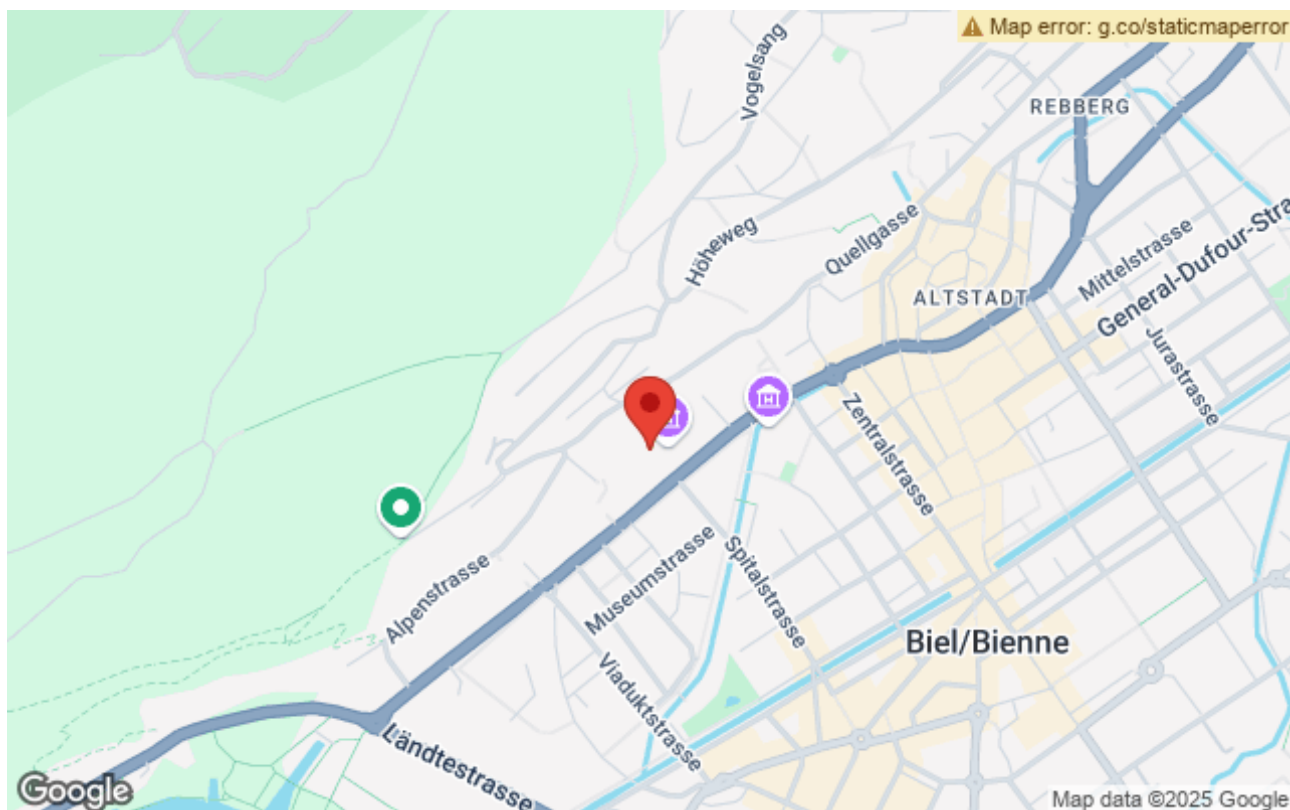 Map error: g.co/staticmaperror
REBBERG
Vogelsang
Höheweg
Quellgasse
Mittelstrasse
General-Dufour-Stra
ALTSTADT
Jurastrasse
Zentralstrasse
Alpenstrasse
Museumstrasse
Spitalstrasse
Biel/Bienne
Viaduktstrasse
Ländtestrasse
Google
Map data ©2025 Google